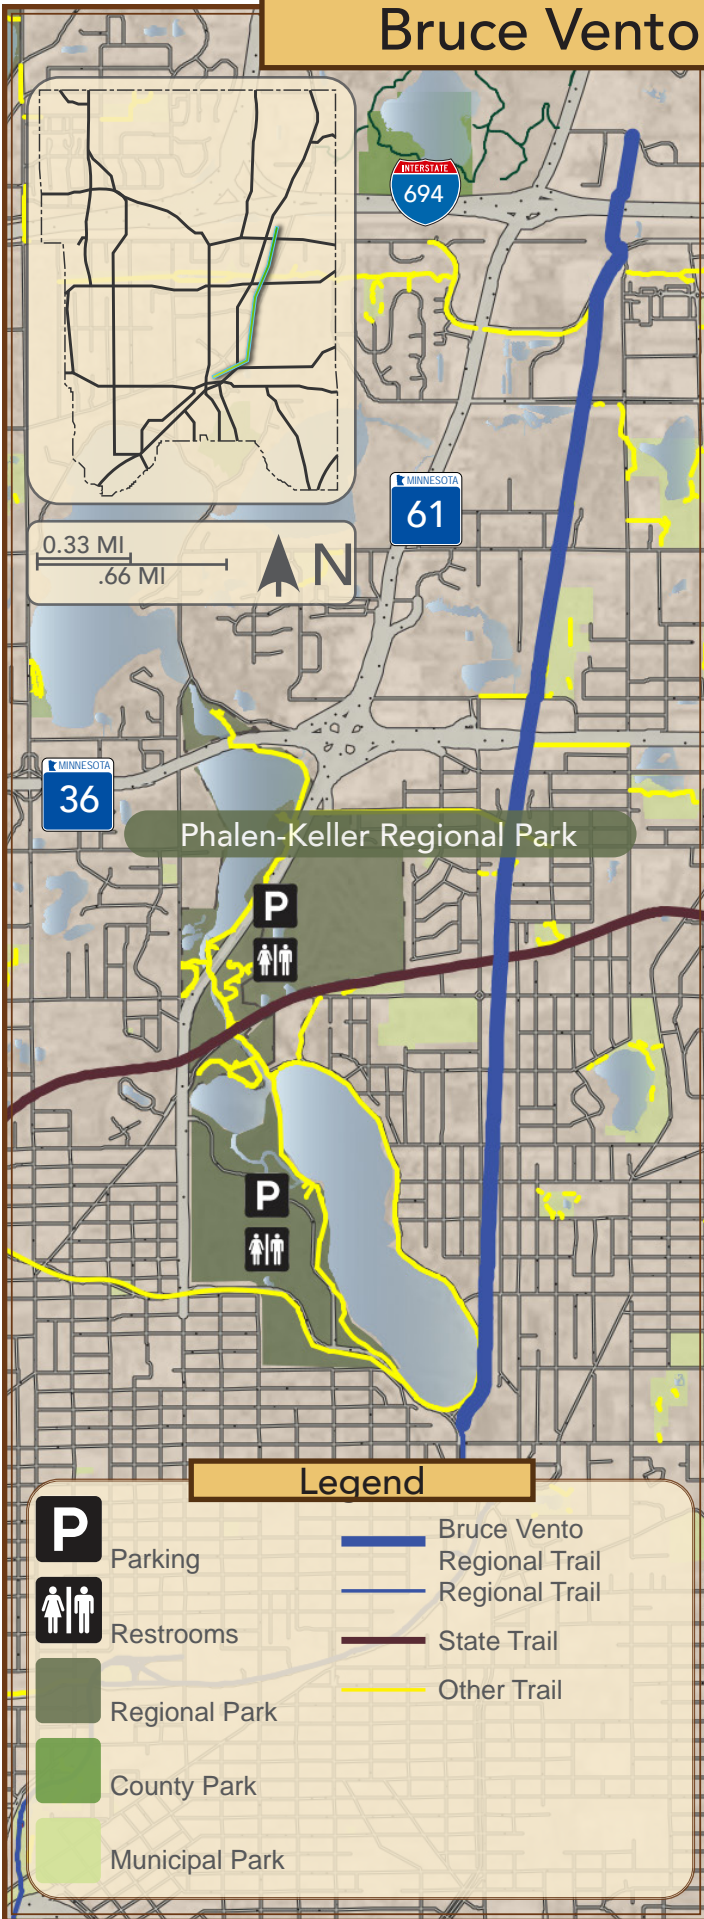 Bruce Vento
INTERSTATE
694
MINNESOTA
61
0.33 MI
.66 MI
N
MINNESOTA
36
Phalen-Keller Regional Park
P
P
Legend
P
Parking
Restrooms
Regional Park
County Park
Municipal Park
Bruce Vento
Regional Trail
Regional Trail
State Trail
Other Trail